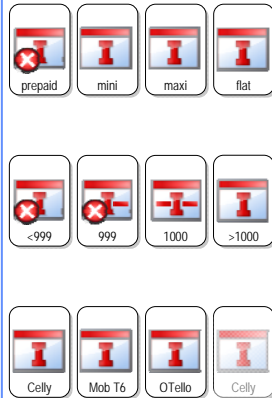 prepaid mini maxi flat
<999 999 1000 >1000
Celly Mob T6 OTello Celly